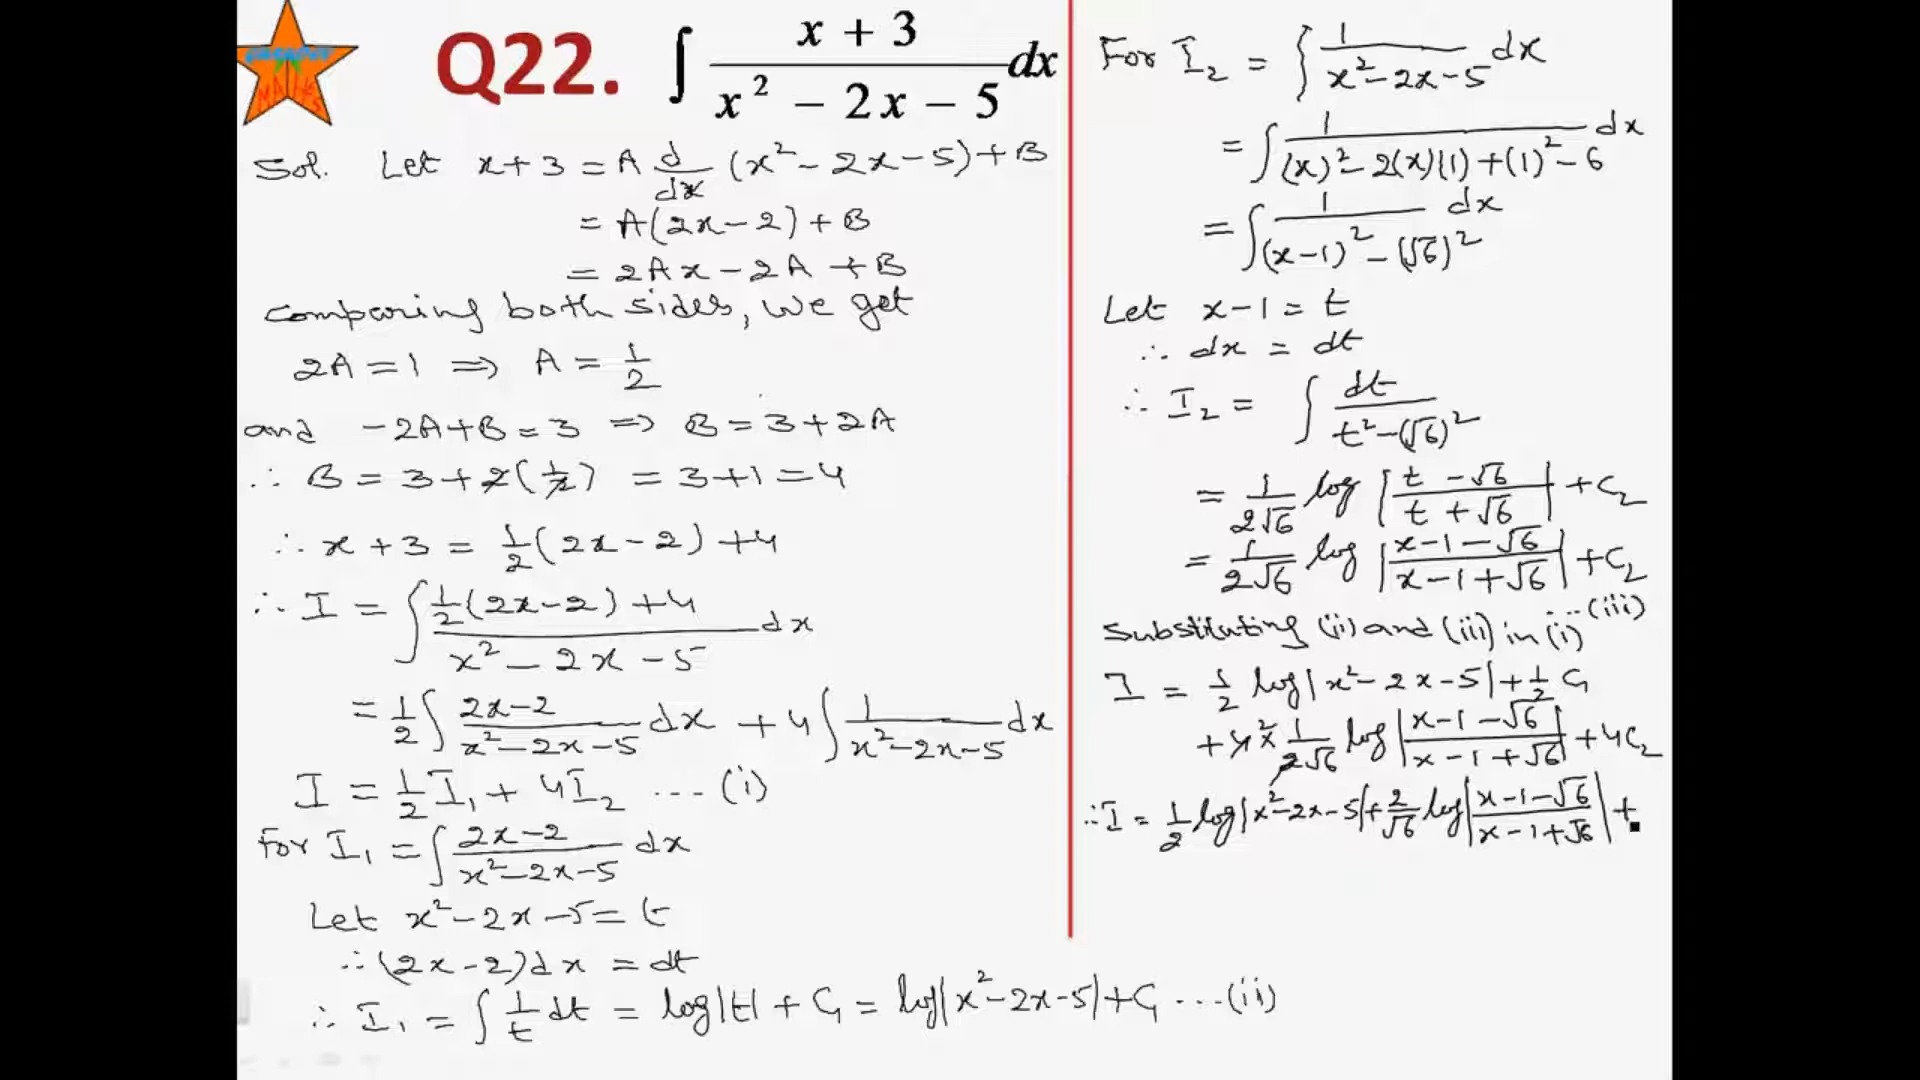 MATHS
Q22. ∫ (x + 3)/(x² − 2x − 5) dx
Sol. Let x+3 = A d/dx (x²−2x−5)+B
= A(2x−2)+B
= 2Ax−2A+B
Comparing both sides, we get
2A=1 ⇒ A = 1/2
and −2A+B=3 ⇒ B=3+2A
∴ B = 3+2(1/2) = 3+1=4
∴ x+3 = 1/2(2x−2)+4
∴ I = ∫ (1/2(2x−2)+4)/(x²−2x−5) dx
= 1/2 ∫ (2x−2)/(x²−2x−5) dx + 4∫ 1/(x²−2x−5) dx
I = 1/2 I₁ + 4I₂ ... (i)
For I₁ = ∫ (2x−2)/(x²−2x−5) dx
Let x²−2x−5 = t
∴ (2x−2)dx = dt
∴ I₁ = ∫ 1/t dt = log|t| + C₁ = log|x²−2x−5|+C₁ ...(ii)
For I₂ = ∫ 1/(x²−2x−5) dx
= ∫ 1/((x)²−2(x)(1)+(1)²−6) dx
= ∫ 1/((x−1)²−(√6)²) dx
Let x−1 = t
∴ dx = dt
∴ I₂ = ∫ dt/(t²−(√6)²)
= 1/(2√6) log |(t−√6)/(t+√6)| + C₂
= 1/(2√6) log |(x−1−√6)/(x−1+√6)| + C₂
...(iii)
Substituting (ii) and (iii) in (i)
I = 1/2 log|x²−2x−5| + 1/2 C₁
+ 4 × 1/(2√6) log |(x−1−√6)/(x−1+√6)| + 4C₂
∴ I = 1/2 log|x²−2x−5| + 2/√6 log |(x−1−√6)/(x−1+√6)| +